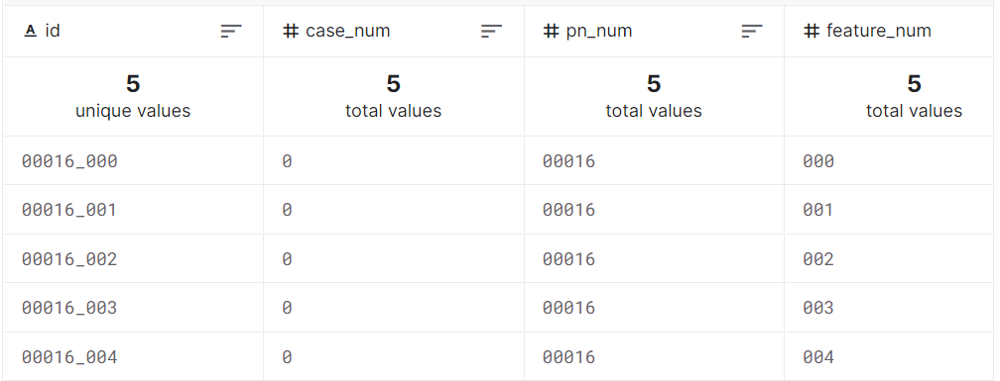 A id # case_num # pn_num # feature_num
5 5 5 5
unique values total values total values total values
00016_000 0 00016 000
00016_001 0 00016 001
00016_002 0 00016 002
00016_003 0 00016 003
00016_004 0 00016 004